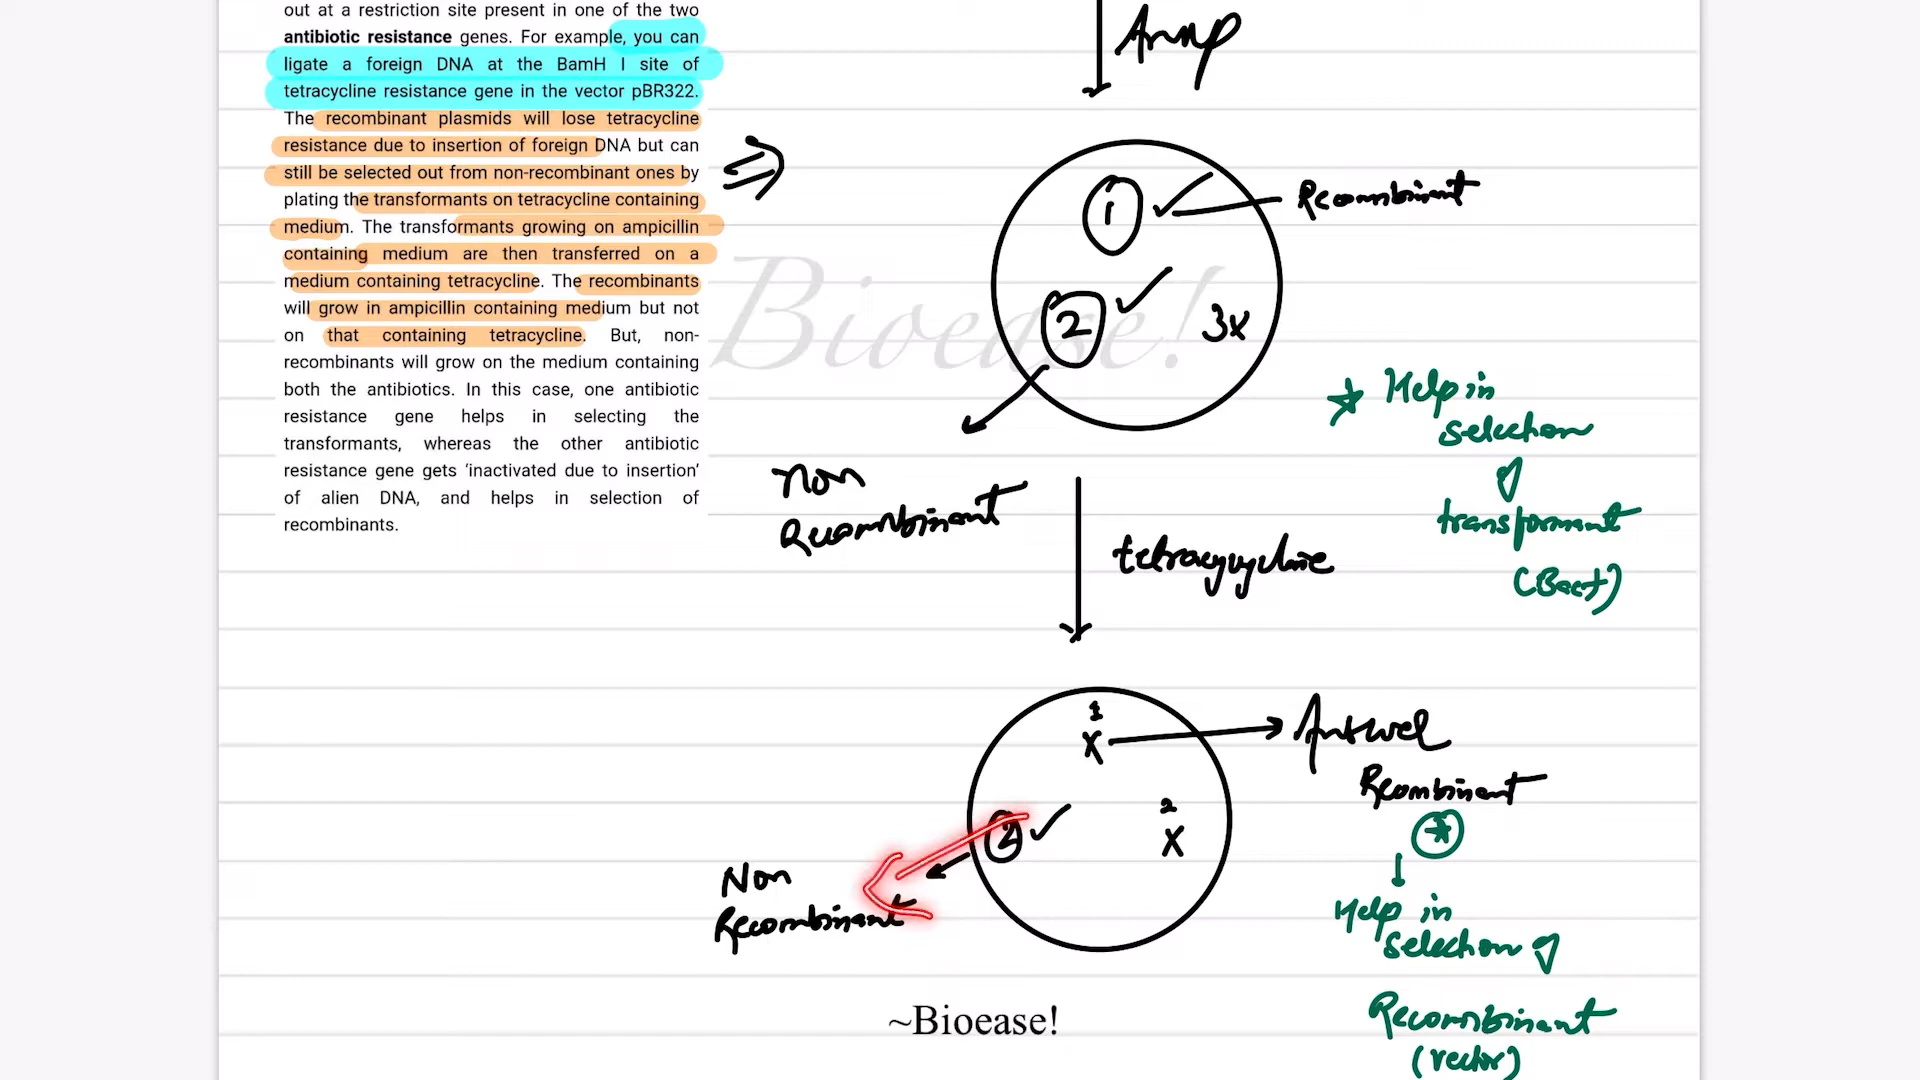 out at a restriction site present in one of the two
antibiotic resistance genes. For example, you can
ligate a foreign DNA at the BamH I site of
tetracycline resistance gene in the vector pBR322.
The recombinant plasmids will lose tetracycline
resistance due to insertion of foreign DNA but can
still be selected out from non-recombinant ones by
plating the transformants on tetracycline containing
medium. The transformants growing on ampicillin
containing medium are then transferred on a
medium containing tetracycline. The recombinants
will grow in ampicillin containing medium but not
on that containing tetracycline. But, non-
recombinants will grow on the medium containing
both the antibiotics. In this case, one antibiotic
resistance gene helps in selecting the
transformants, whereas the other antibiotic
resistance gene gets ‘inactivated due to insertion’
of alien DNA, and helps in selection of
recombinants.
Bioease!
1
Recombinant
2
3x
Non
Recombinant
Help in
selection
of
transformant
(Bact)
1
X
2
X
2
Non
Recombinant
Recombinant
Help in
selection of
Recombinant
(vector)
~Bioease!